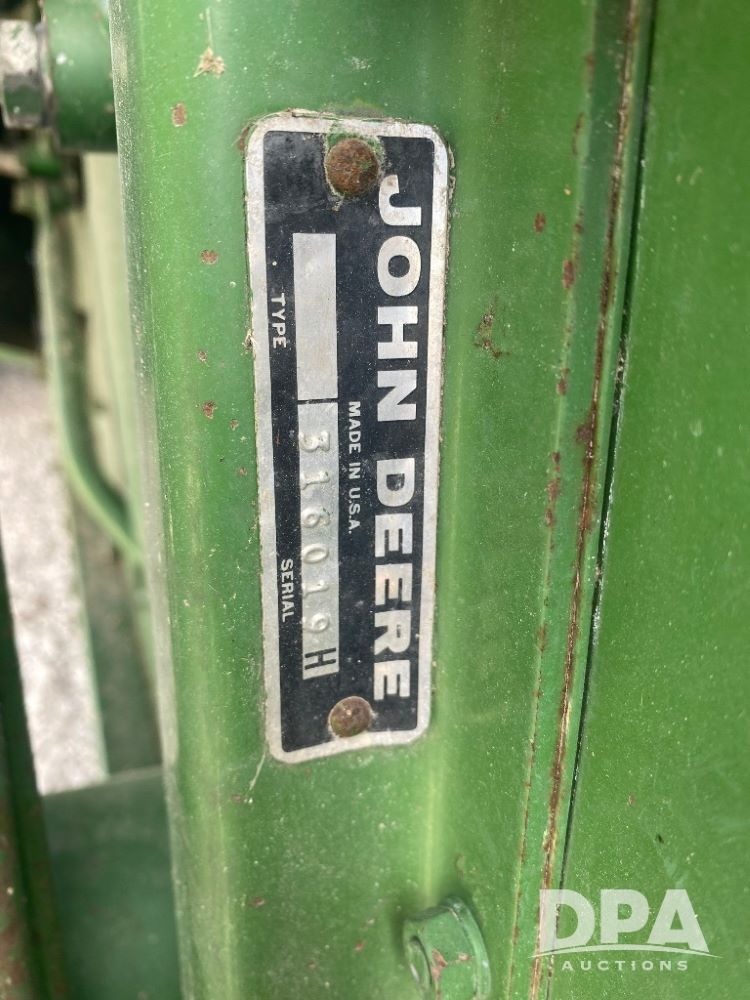 JOHN DEERE
MADE IN U.S.A.
316019H
TYPE SERIAL
DPA
AUCTIONS